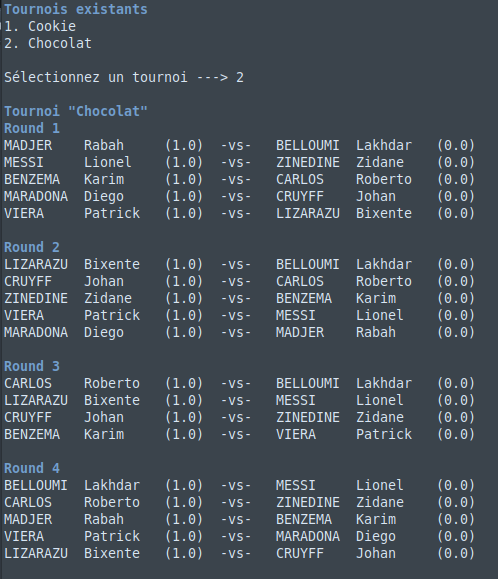 Tournois existants
1. Cookie
2. Chocolat
Sélectionnez un tournoi ---> 2
Tournoi "Chocolat"
Round 1
MADJER Rabah (1.0) -vs- BELLOUMI Lakhdar (0.0)
MESSI Lionel (1.0) -vs- ZINEDINE Zidane (0.0)
BENZEMA Karim (1.0) -vs- CARLOS Roberto (0.0)
MARADONA Diego (1.0) -vs- CRUYFF Johan (0.0)
VIERA Patrick (1.0) -vs- LIZARAZU Bixente (0.0)
Round 2
LIZARAZU Bixente (1.0) -vs- BELLOUMI Lakhdar (0.0)
CRUYFF Johan (1.0) -vs- CARLOS Roberto (0.0)
ZINEDINE Zidane (1.0) -vs- BENZEMA Karim (0.0)
VIERA Patrick (1.0) -vs- MESSI Lionel (0.0)
MARADONA Diego (1.0) -vs- MADJER Rabah (0.0)
Round 3
CARLOS Roberto (1.0) -vs- BELLOUMI Lakhdar (0.0)
LIZARAZU Bixente (1.0) -vs- MESSI Lionel (0.0)
CRUYFF Johan (1.0) -vs- ZINEDINE Zidane (0.0)
BENZEMA Karim (1.0) -vs- VIERA Patrick (0.0)
Round 4
BELLOUMI Lakhdar (1.0) -vs- MESSI Lionel (0.0)
CARLOS Roberto (1.0) -vs- ZINEDINE Zidane (0.0)
MADJER Rabah (1.0) -vs- BENZEMA Karim (0.0)
VIERA Patrick (1.0) -vs- MARADONA Diego (0.0)
LIZARAZU Bixente (1.0) -vs- CRUYFF Johan (0.0)